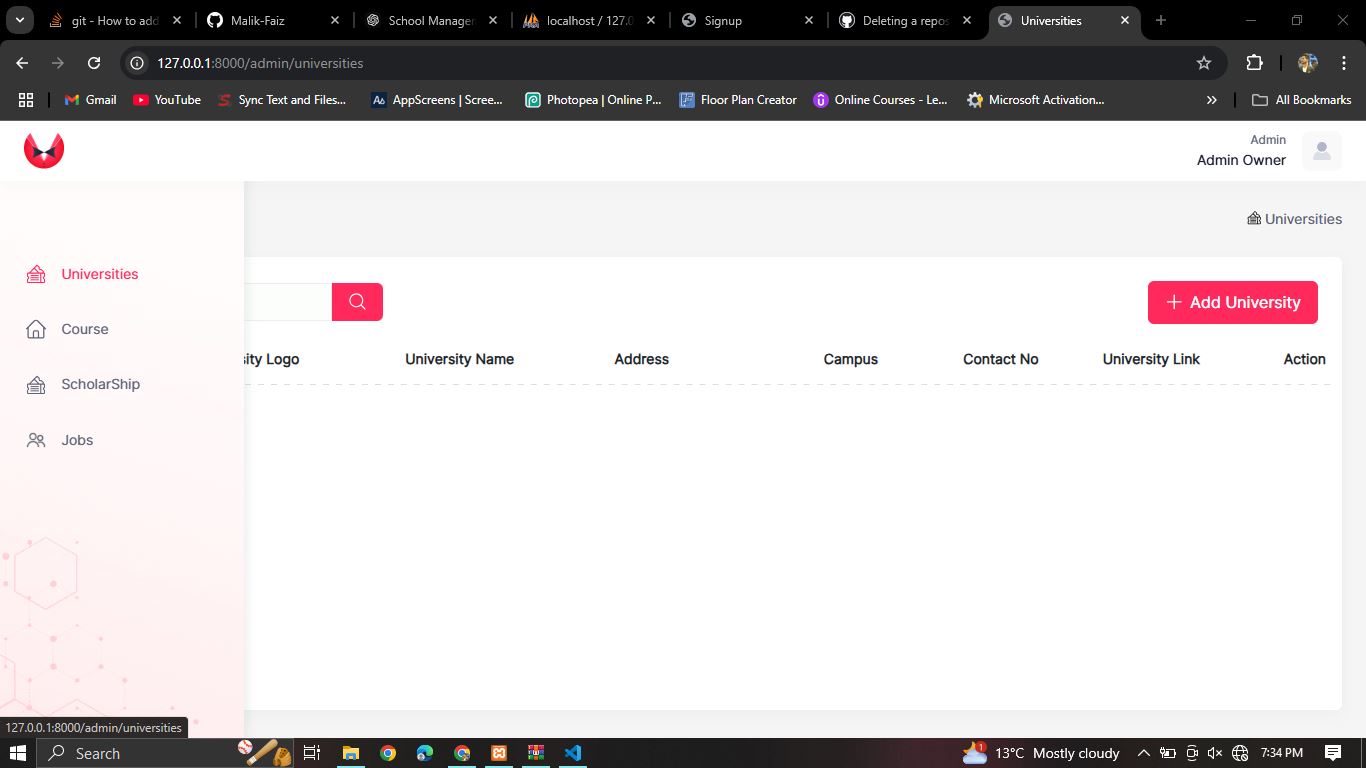 git - How to add
Malik-Faiz
School Manager
localhost / 127.0
Signup
Deleting a repos
Universities
127.0.0.1:8000/admin/universities
Gmail
YouTube
Sync Text and Files...
AppScreens | Scree...
Photopea | Online P...
Floor Plan Creator
Online Courses - Le...
Microsoft Activation...
All Bookmarks
Admin
Admin Owner
Universities
Universities
Course
ScholarShip
Jobs
Add University
sity Logo
University Name
Address
Campus
Contact No
University Link
Action
127.0.0.1:8000/admin/universities
Search
1
13°C Mostly cloudy
7:34 PM